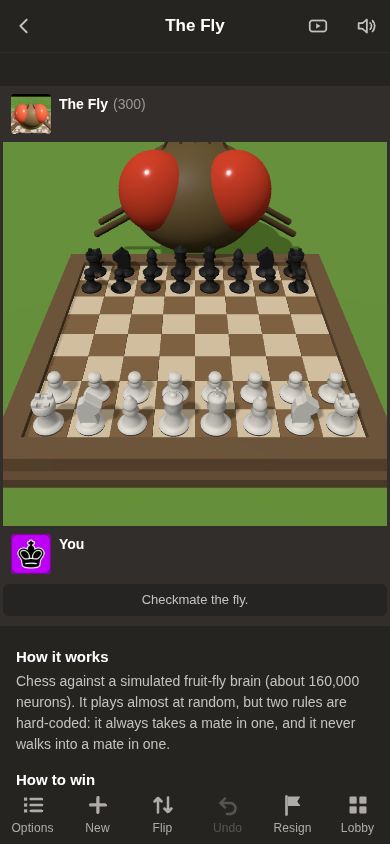 The Fly
The Fly (300)
You
Checkmate the fly.
How it works
Chess against a simulated fruit-fly brain (about 160,000
neurons). It plays almost at random, but two rules are
hard-coded: it always takes a mate in one, and it never
walks into a mate in one.
How to win
Options New Flip Undo Resign Lobby